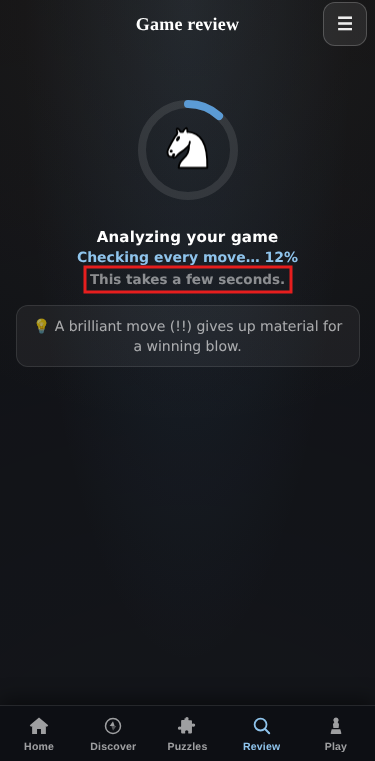 Game review
Analyzing your game
Checking every move... 12%
This takes a few seconds.
💡 A brilliant move (!!) gives up material for
a winning blow.
Home
Discover
Puzzles
Review
Play